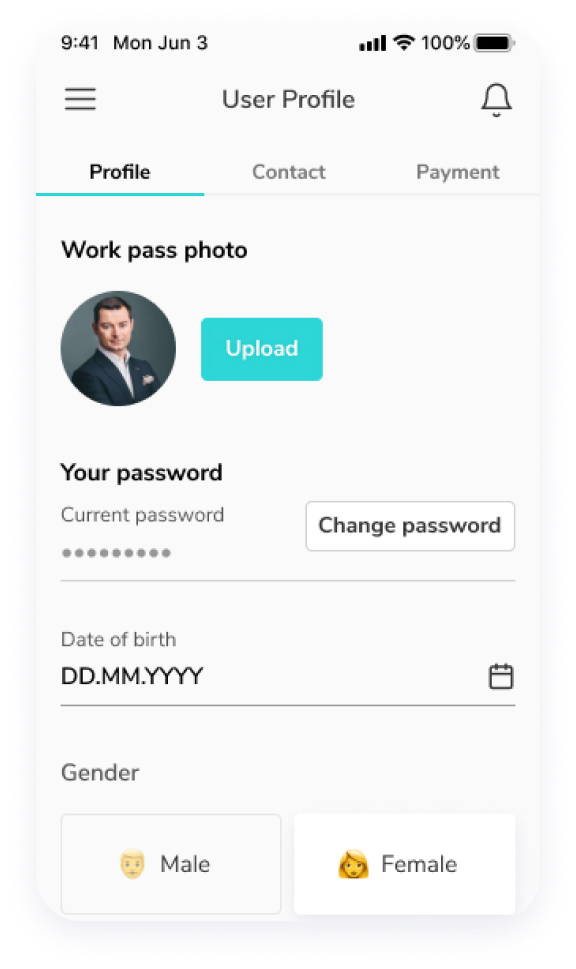 9:41 Mon Jun 3 100%
User Profile
Profile Contact Payment
Work pass photo
Upload
Your password
Current password
Change password
Date of birth
DD.MM.YYYY
Gender
Male Female